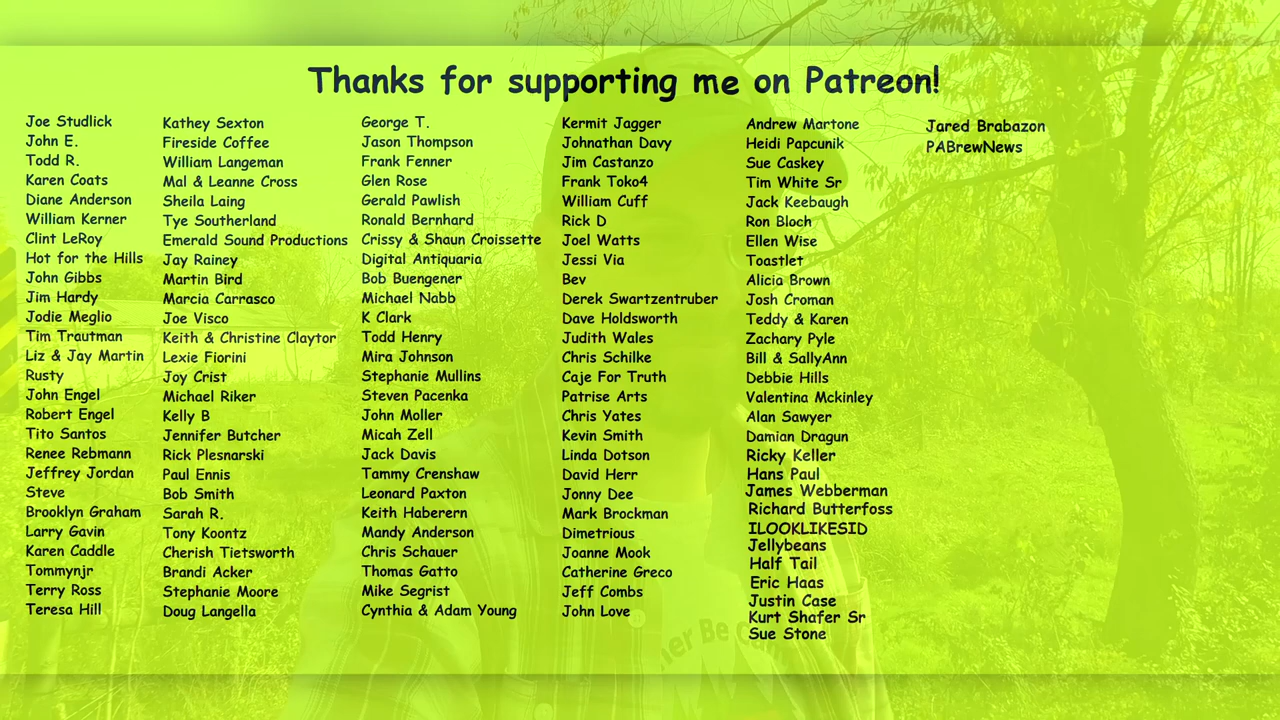 Thanks for supporting me on Patreon!
Joe Studlick
John E.
Todd R.
Karen Coats
Diane Anderson
William Kerner
Clint LeRoy
Hot for the Hills
John Gibbs
Jim Hardy
Jodie Meglio
Tim Trautman
Liz & Jay Martin
Rusty
John Engel
Robert Engel
Tito Santos
Renee Rebmann
Jeffrey Jordan
Steve
Brooklyn Graham
Larry Gavin
Karen Caddle
Tommynjr
Terry Ross
Teresa Hill
Kathey Sexton
Fireside Coffee
William Langeman
Mal & Leanne Cross
Sheila Laing
Tye Southerland
Emerald Sound Productions
Jay Rainey
Martin Bird
Marcia Carrasco
Joe Visco
Keith & Christine Claytor
Lexie Fiorini
Joy Crist
Michael Riker
Kelly B
Jennifer Butcher
Rick Plesnarski
Paul Ennis
Bob Smith
Sarah R.
Tony Koontz
Cherish Tietsworth
Brandi Acker
Stephanie Moore
Doug Langella
George T.
Jason Thompson
Frank Fenner
Glen Rose
Gerald Pawlish
Ronald Bernhard
Crissy & Shaun Croissette
Digital Antiquaria
Bob Buengener
Michael Nabb
K Clark
Todd Henry
Mira Johnson
Stephanie Mullins
Steven Pacenka
John Moller
Micah Zell
Jack Davis
Tammy Crenshaw
Leonard Paxton
Keith Haberern
Mandy Anderson
Chris Schauer
Thomas Gatto
Mike Segrist
Cynthia & Adam Young
Kermit Jagger
Johnathan Davy
Jim Castanzo
Frank Toko4
William Cuff
Rick D
Joel Watts
Jessi Via
Bev
Derek Swartzentruber
Dave Holdsworth
Judith Wales
Chris Schilke
Caje For Truth
Patrise Arts
Chris Yates
Kevin Smith
Linda Dotson
David Herr
Jonny Dee
Mark Brockman
Dimetrious
Joanne Mook
Catherine Greco
Jeff Combs
John Love
Andrew Martone
Heidi Papcunik
Sue Caskey
Tim White Sr
Jack Keebaugh
Ron Bloch
Ellen Wise
Toastlet
Alicia Brown
Josh Croman
Teddy & Karen
Zachary Pyle
Bill & SallyAnn
Debbie Hills
Valentina Mckinley
Alan Sawyer
Damian Dragun
Ricky Keller
Hans Paul
James Webberman
Richard Butterfoss
ILOOKLIKESID
Jellybeans
Half Tail
Eric Haas
Justin Case
Kurt Shafer Sr
Sue Stone
Jared Brabazon
PABrewNews